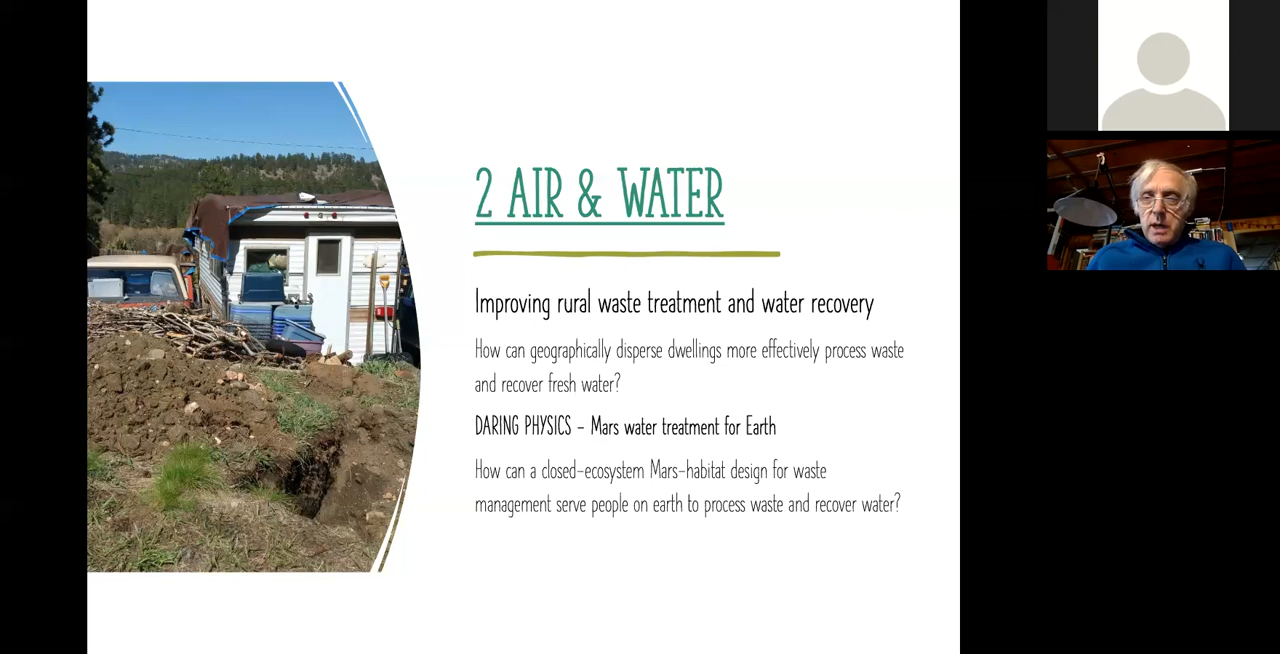 2 AIR & WATER
Improving rural waste treatment and water recovery
How can geographically disperse dwellings more effectively process waste
and recover fresh water?
DARING PHYSICS – Mars water treatment for Earth
How can a closed-ecosystem Mars-habitat design for waste
management serve people on earth to process waste and recover water?